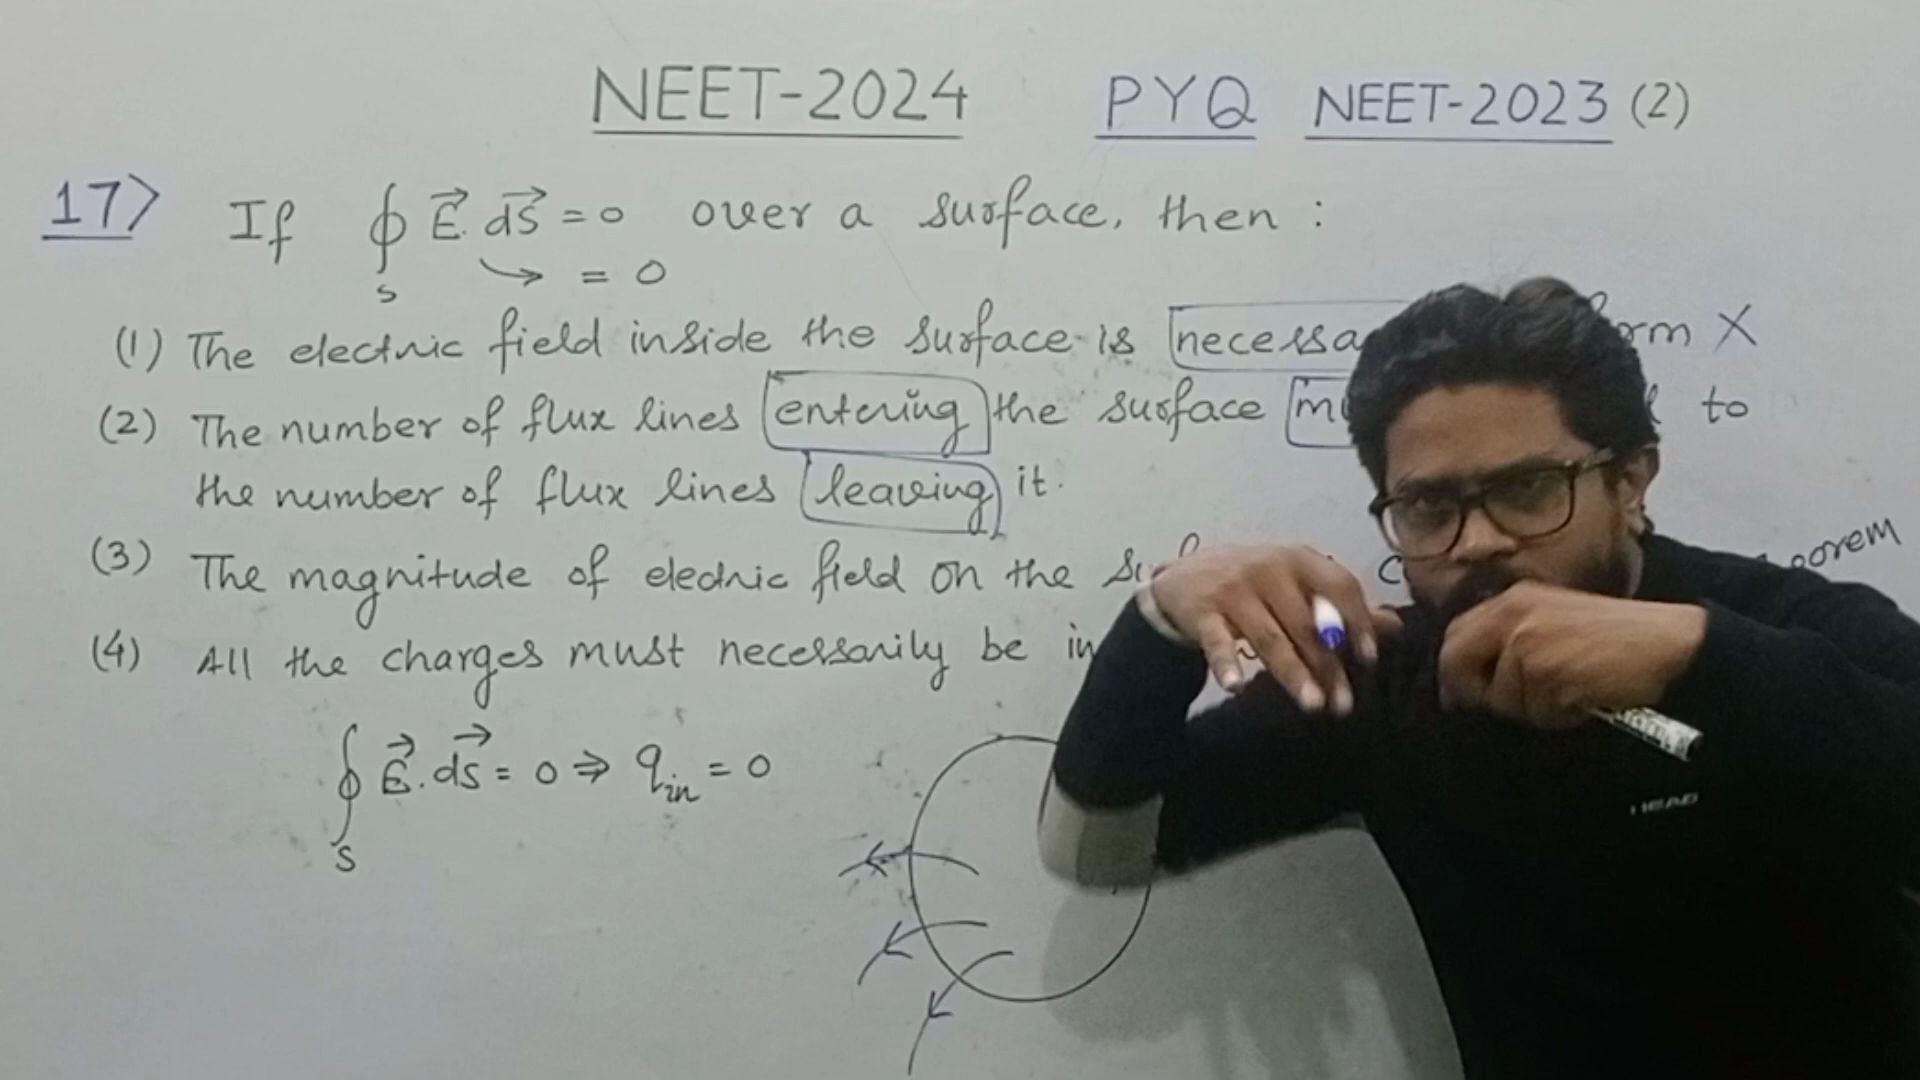 NEET-2024 PYQ NEET-2023 (2)
17> If ∮ E⃗. dS⃗ = 0 over a surface, then :
s → = 0
(1) The electric field inside the surface is X
(2) The number of flux lines entering the surface to
the number of flux lines leaving it.
(3) The magnitude of electric field on the
(4) All the charges must necessarily be
∮ E⃗. ds⃗ = 0 ⇒ qin = 0
s
HEAD